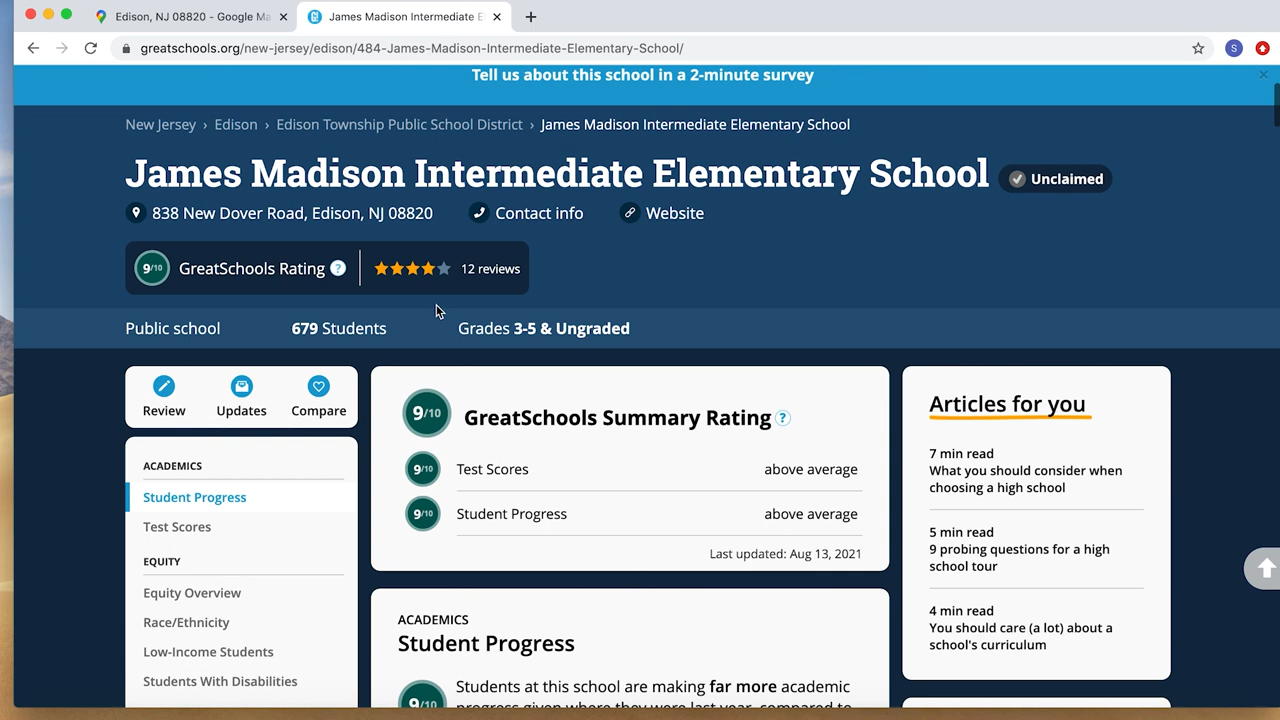 Edison, NJ 08820 - Google Ma
James Madison Intermediate E
greatschools.org/new-jersey/edison/484-James-Madison-Intermediate-Elementary-School/
S
Tell us about this school in a 2-minute survey
New Jersey › Edison › Edison Township Public School District › James Madison Intermediate Elementary School
James Madison Intermediate Elementary School
Unclaimed
838 New Dover Road, Edison, NJ 08820
Contact info
Website
9/10 GreatSchools Rating ?
12 reviews
Public school
679 Students
Grades 3-5 & Ungraded
Review
Updates
Compare
ACADEMICS
Student Progress
Test Scores
EQUITY
Equity Overview
Race/Ethnicity
Low-Income Students
Students With Disabilities
9/10 GreatSchools Summary Rating ?
9/10 Test Scores above average
9/10 Student Progress above average
Last updated: Aug 13, 2021
ACADEMICS
Student Progress
9/10
Students at this school are making far more academic
progress given where they were last year, compared to
Articles for you
7 min read
What you should consider when
choosing a high school
5 min read
9 probing questions for a high
school tour
4 min read
You should care (a lot) about a
school's curriculum